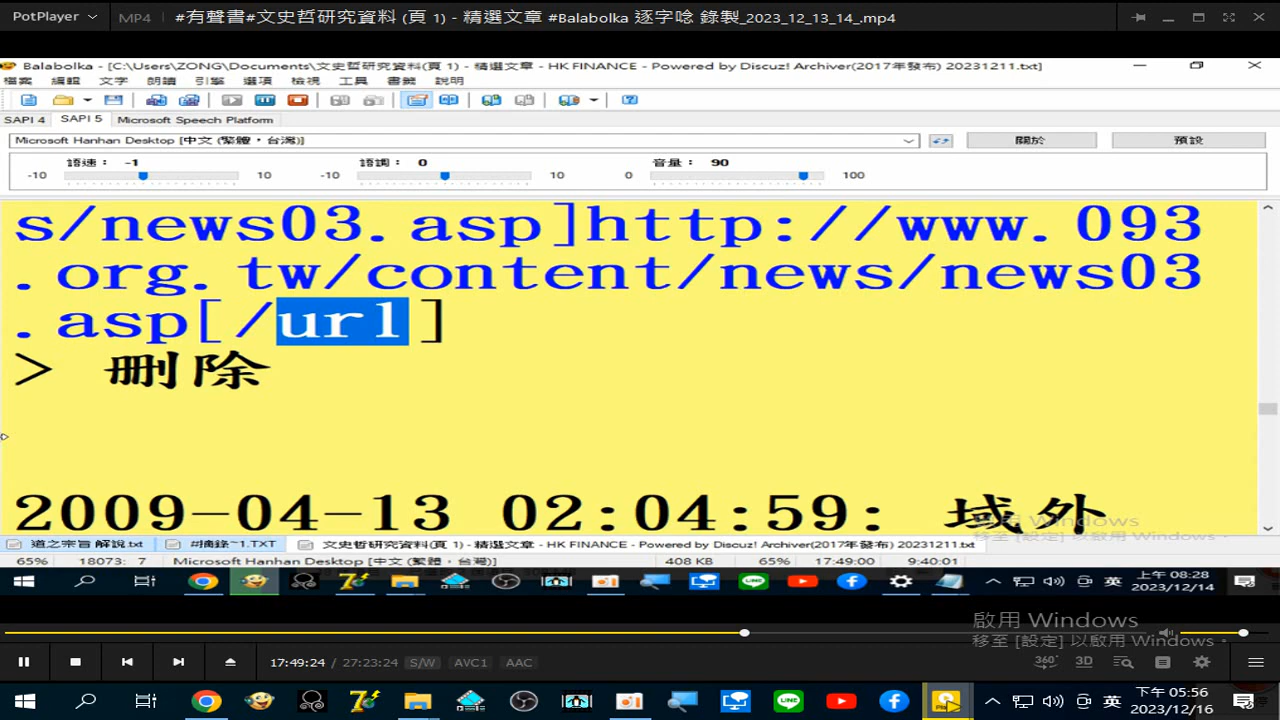 PotPlayer MP4 #有聲書#文史哲研究資料 (頁 1) - 精選文章 #Balabolka 逐字唸 錄製_2023_12_13_14_.mp4
Balabolka - [C:\Users\ZONG\Documents\文史哲研究資料(頁 1) - 精選文章 - HK FINANCE - Powered by Discuz! Archiver(2017年發布) 20231211.txt]
檔案 編輯 文字 朗讀 引擎 選項 檢視 工具 書籤 說明
SAPI 4 SAPI 5 Microsoft Speech Platform
Microsoft Hanhan Desktop [中文 (繁體，台灣)] 關於 預設
語速： -1 語調： 0 音量： 90
-10 10 -10 10 0 100
s/news03.asp]http://www.093
.org.tw/content/news/news03
.asp[/url]
> 刪除
2009-04-13 02:04:59: 域外
啟用 Windows
移至 [設定] 以啟用 Windows。
道之宗旨 解說.txt #摘錄~1.TXT 文史哲研究資料(頁 1) - 精選文章 - HK FINANCE - Powered by Discuz! Archiver(2017年發布) 20231211.txt
65% 18073: 7 Microsoft Hanhan Desktop [中文 (繁體，台灣)] 408 KB 65% 17:49:00 9:40:01
英 上午 08:28
2023/12/14
啟用 Windows
移至 [設定] 以啟用 Windows。
17:49:24 / 27:23:24 S/W AVC1 AAC 360° 3D
英 下午 05:56
2023/12/16